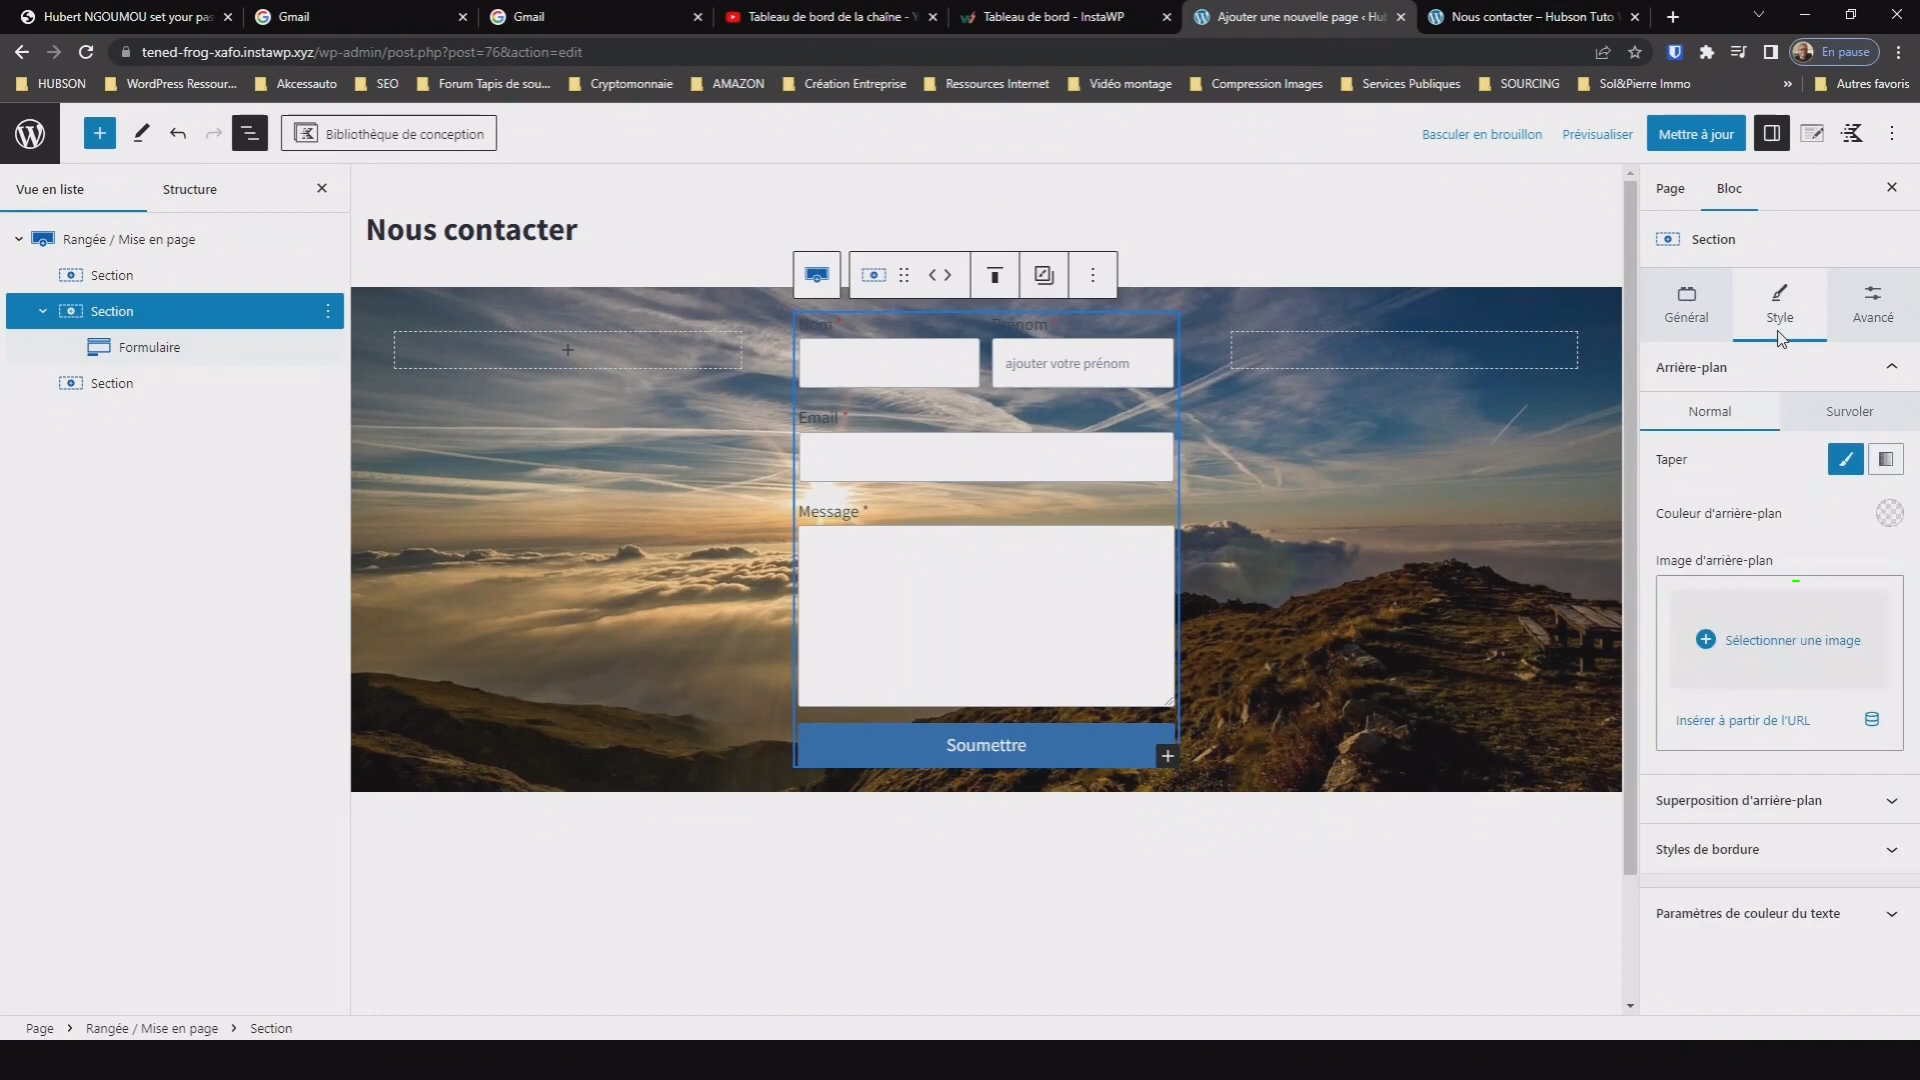 Hubert NGOUMOU set your pas
Gmail
Gmail
Tableau de bord de la chaîne - Y
Tableau de bord - InstaWP
Ajouter une nouvelle page ‹ Hul
Nous contacter – Hubson Tuto V
tened-frog-xafo.instawp.xyz/wp-admin/post.php?post=76&action=edit
En pause
HUBSON
WordPress Ressour...
Akcessauto
SEO
Forum Tapis de sou...
Cryptomonnaie
AMAZON
Création Entreprise
Ressources Internet
Vidéo montage
Compression Images
Services Publiques
SOURCING
Sol&Pierre Immo
»
Autres favoris
Bibliothèque de conception
Basculer en brouillon
Prévisualiser
Mettre à jour
Vue en liste
Structure
Page
Bloc
Rangée / Mise en page
Section
Section
Formulaire
Section
Nous contacter
Nom *
Prénom *
ajouter votre prénom
Email *
Message *
Soumettre
Section
Général
Style
Avancé
Arrière-plan
Normal
Survoler
Taper
Couleur d'arrière-plan
Image d'arrière-plan
Sélectionner une image
Insérer à partir de l'URL
Superposition d'arrière-plan
Styles de bordure
Paramètres de couleur du texte
Page > Rangée / Mise en page > Section